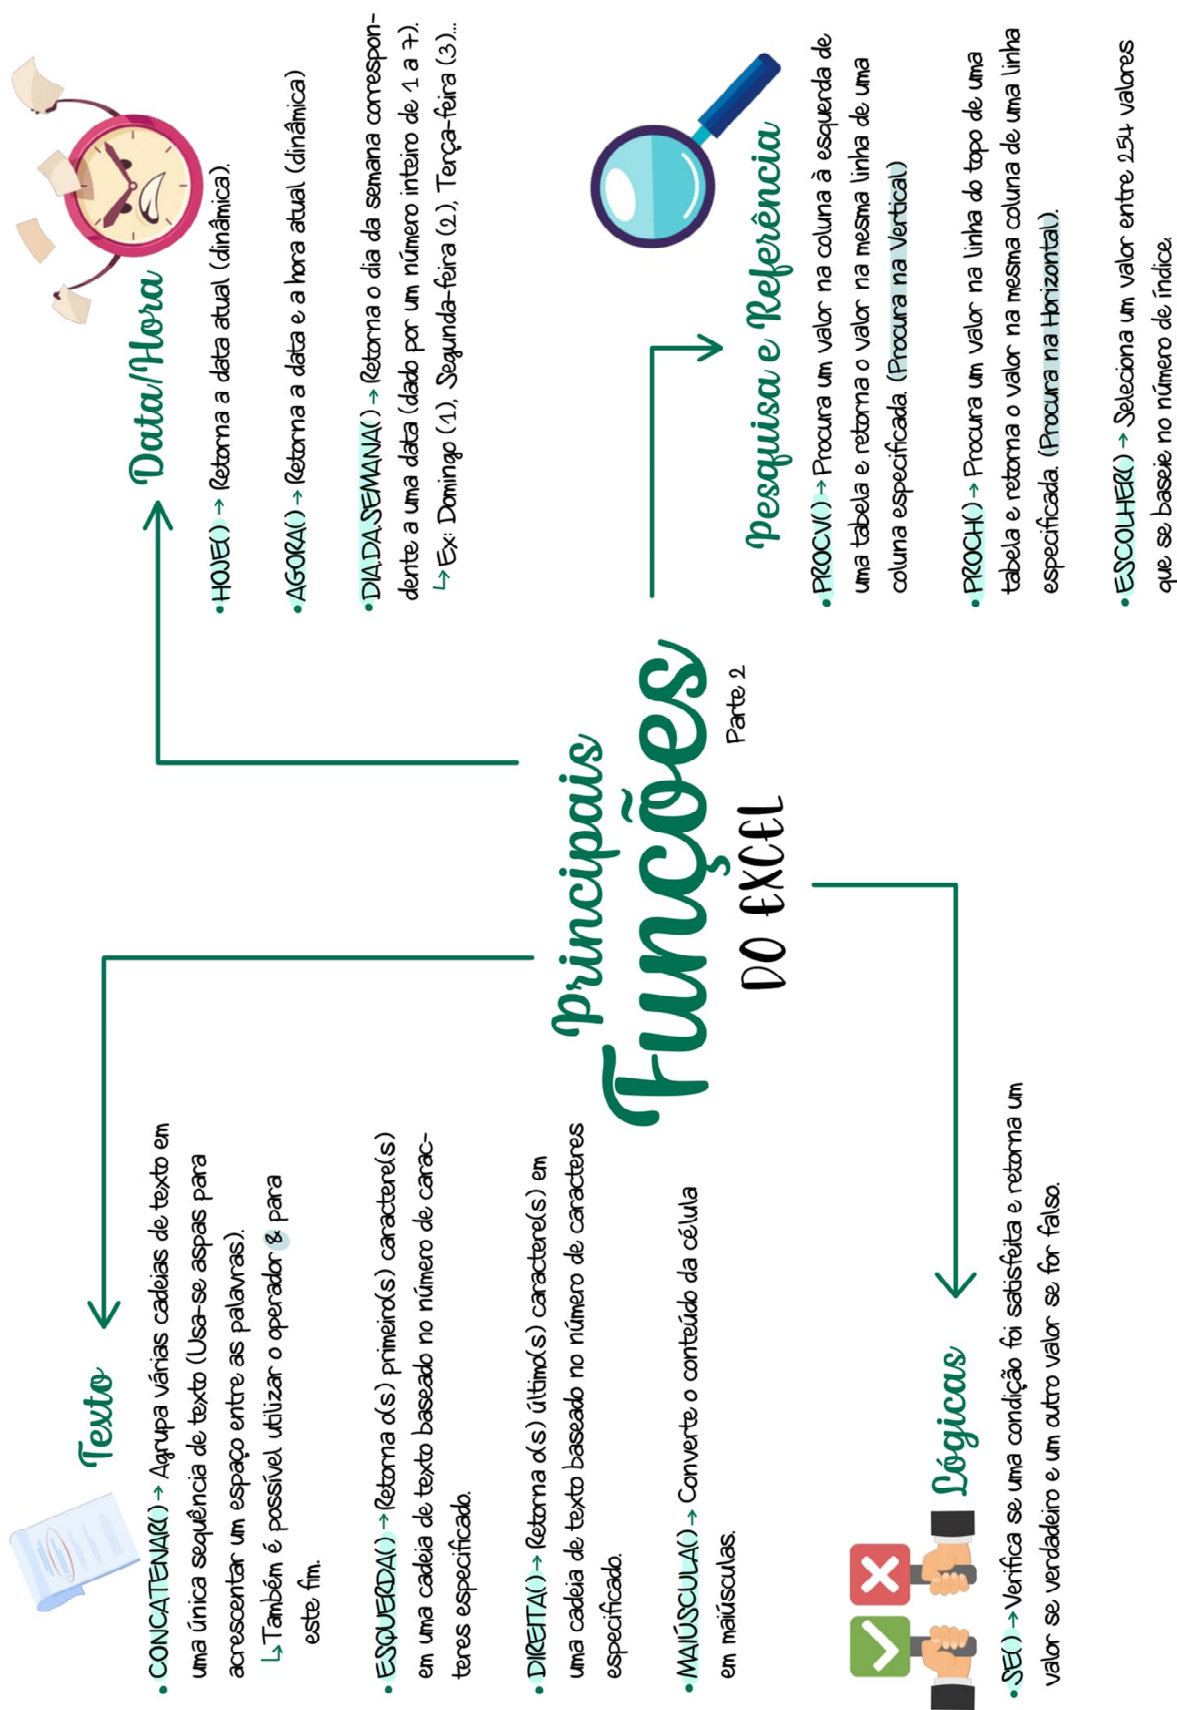 Principais
Funções
DO EXCEL
Parte 2
Texto
• CONCATENAR() → Agrupa várias cadeias de texto em
uma única sequência de texto (Usa-se aspas para
acrescentar um espaço entre as palavras).
↳ Também é possível utilizar o operador & para
este fim.
• ESQUERDA() → Retorna o(s) primeiro(s) caractere(s)
em uma cadeia de texto baseado no número de carac-
teres especificado.
• DIREITA() → Retorna o(s) último(s) caractere(s) em
uma cadeia de texto baseado no número de caracteres
especificado.
• MAIÚSCULA() → Converte o conteúdo da célula
em maiúsculas.
Data/Hora
• HOJE() → Retorna a data atual (dinâmica).
• AGORA() → Retorna a data e a hora atual (dinâmica)
• DIA.DA.SEMANA() → Retorna o dia da semana correspon-
dente a uma data (dado por um número inteiro de 1 a 7).
↳ Ex: Domingo (1), Segunda-feira (2), Terça-feira (3)...
Lógicas
• SE() → Verifica se uma condição foi satisfeita e retorna um
valor se verdadeiro e um outro valor se for falso.
Pesquisa e Referência
• PROCV() → Procura um valor na coluna à esquerda de
uma tabela e retorna o valor na mesma linha de uma
coluna especificada. (Procura na Vertical)
• PROCH() → Procura um valor na linha do topo de uma
tabela e retorna o valor na mesma coluna de uma linha
especificada. (Procura na Horizontal).
• ESCOLHER() → Seleciona um valor entre 254 valores
que se baseie no número de índice.